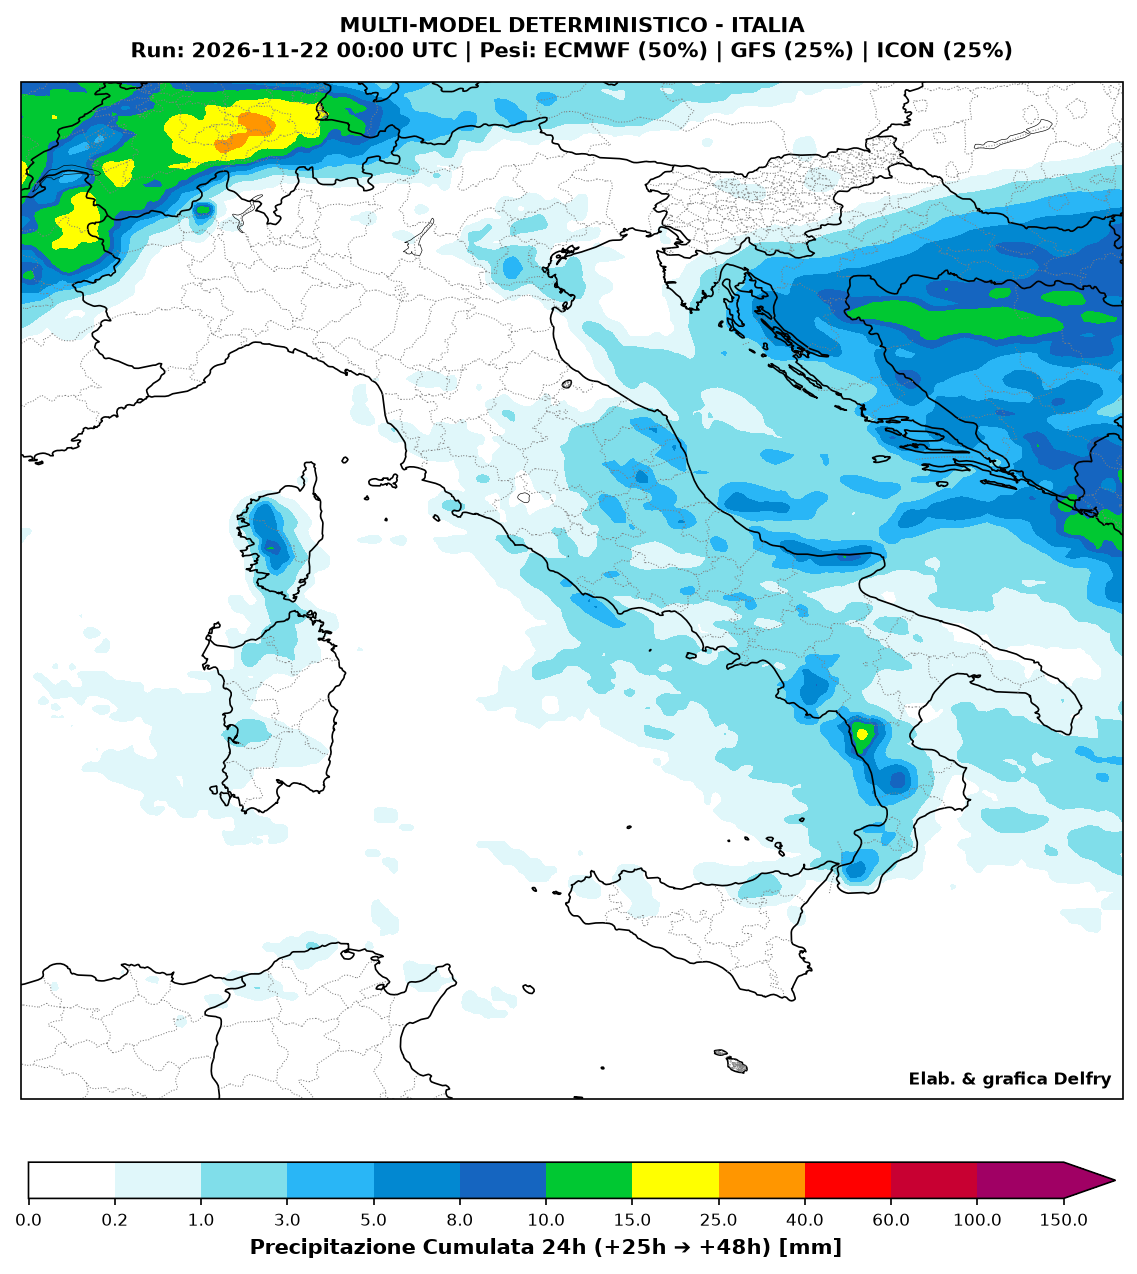 MULTI-MODEL DETERMINISTICO - ITALIA
Run: 2026-11-22 00:00 UTC | Pesi: ECMWF (50%) | GFS (25%) | ICON (25%)
Elab. & grafica Delfry
0.0 0.2 1.0 3.0 5.0 8.0 10.0 15.0 25.0 40.0 60.0 100.0 150.0
Precipitazione Cumulata 24h (+25h → +48h) [mm]